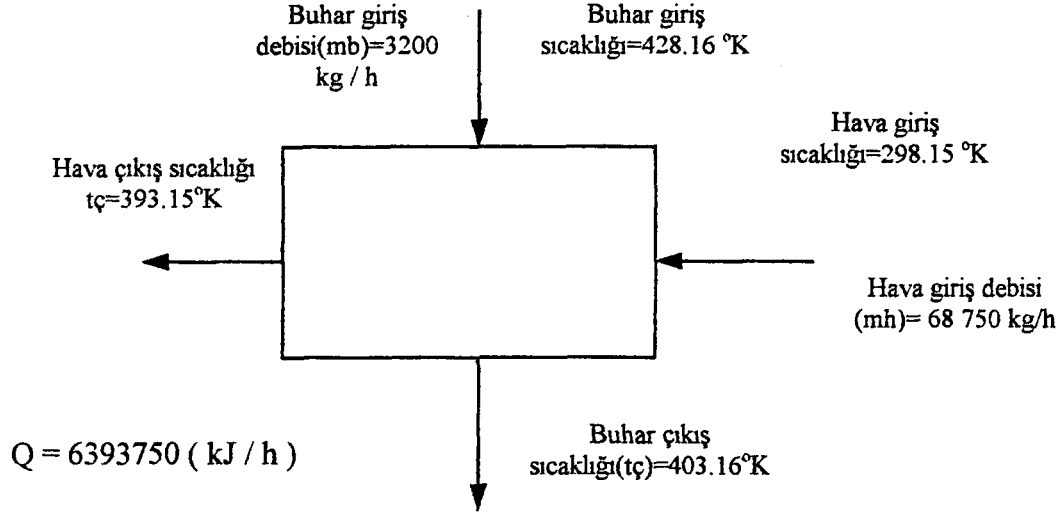 Buhar giriş
debisi(mb)=3200
kg / h
Buhar giriş
sıcaklığı=428.16 °K
Hava giriş
sıcaklığı=298.15 °K
Hava çıkış sıcaklığı
tç=393.15°K
Hava giriş debisi
(mh)= 68 750 kg/h
Buhar çıkış
sıcaklığı(tç)=403.16°K
Q = 6393750 ( kJ / h )